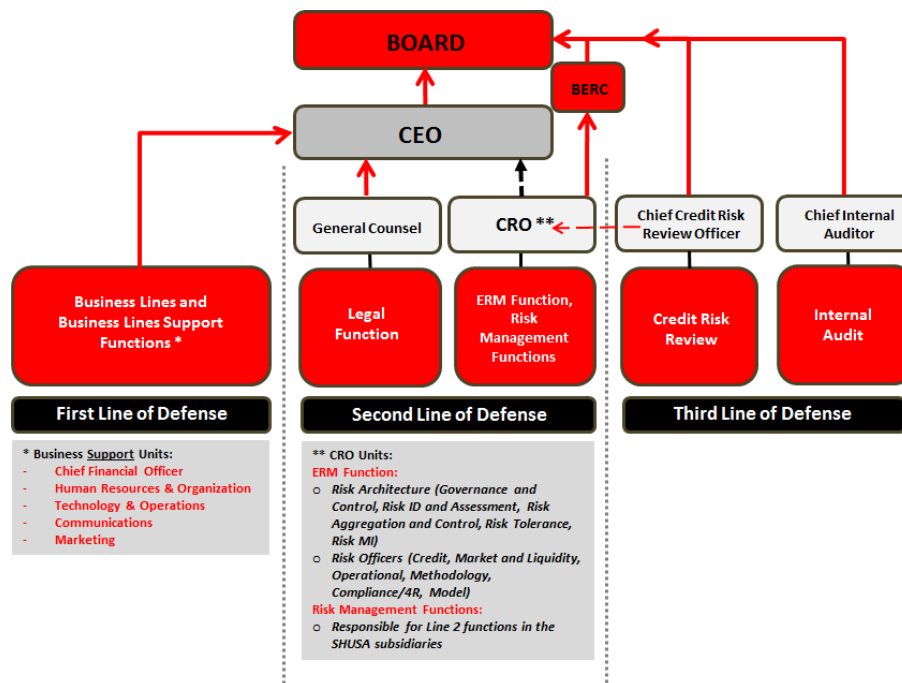 BOARD
BERC
CEO
General Counsel
CRO **
Chief Credit Risk
Review Officer
Chief Internal
Auditor
Business Lines and
Business Lines Support
Functions *
Legal
Function
ERM Function,
Risk
Management
Functions
Credit Risk
Review
Internal
Audit
First Line of Defense
Second Line of Defense
Third Line of Defense
* Business Support Units:
- Chief Financial Officer
- Human Resources & Organization
- Technology & Operations
- Communications
- Marketing
** CRO Units:
ERM Function:
o Risk Architecture (Governance and
Control, Risk ID and Assessment, Risk
Aggregation and Control, Risk Tolerance,
Risk MI)
o Risk Officers (Credit, Market and Liquidity,
Operational, Methodology,
Compliance/4R, Model)
Risk Management Functions:
o Responsible for Line 2 functions in the
SHUSA subsidiaries